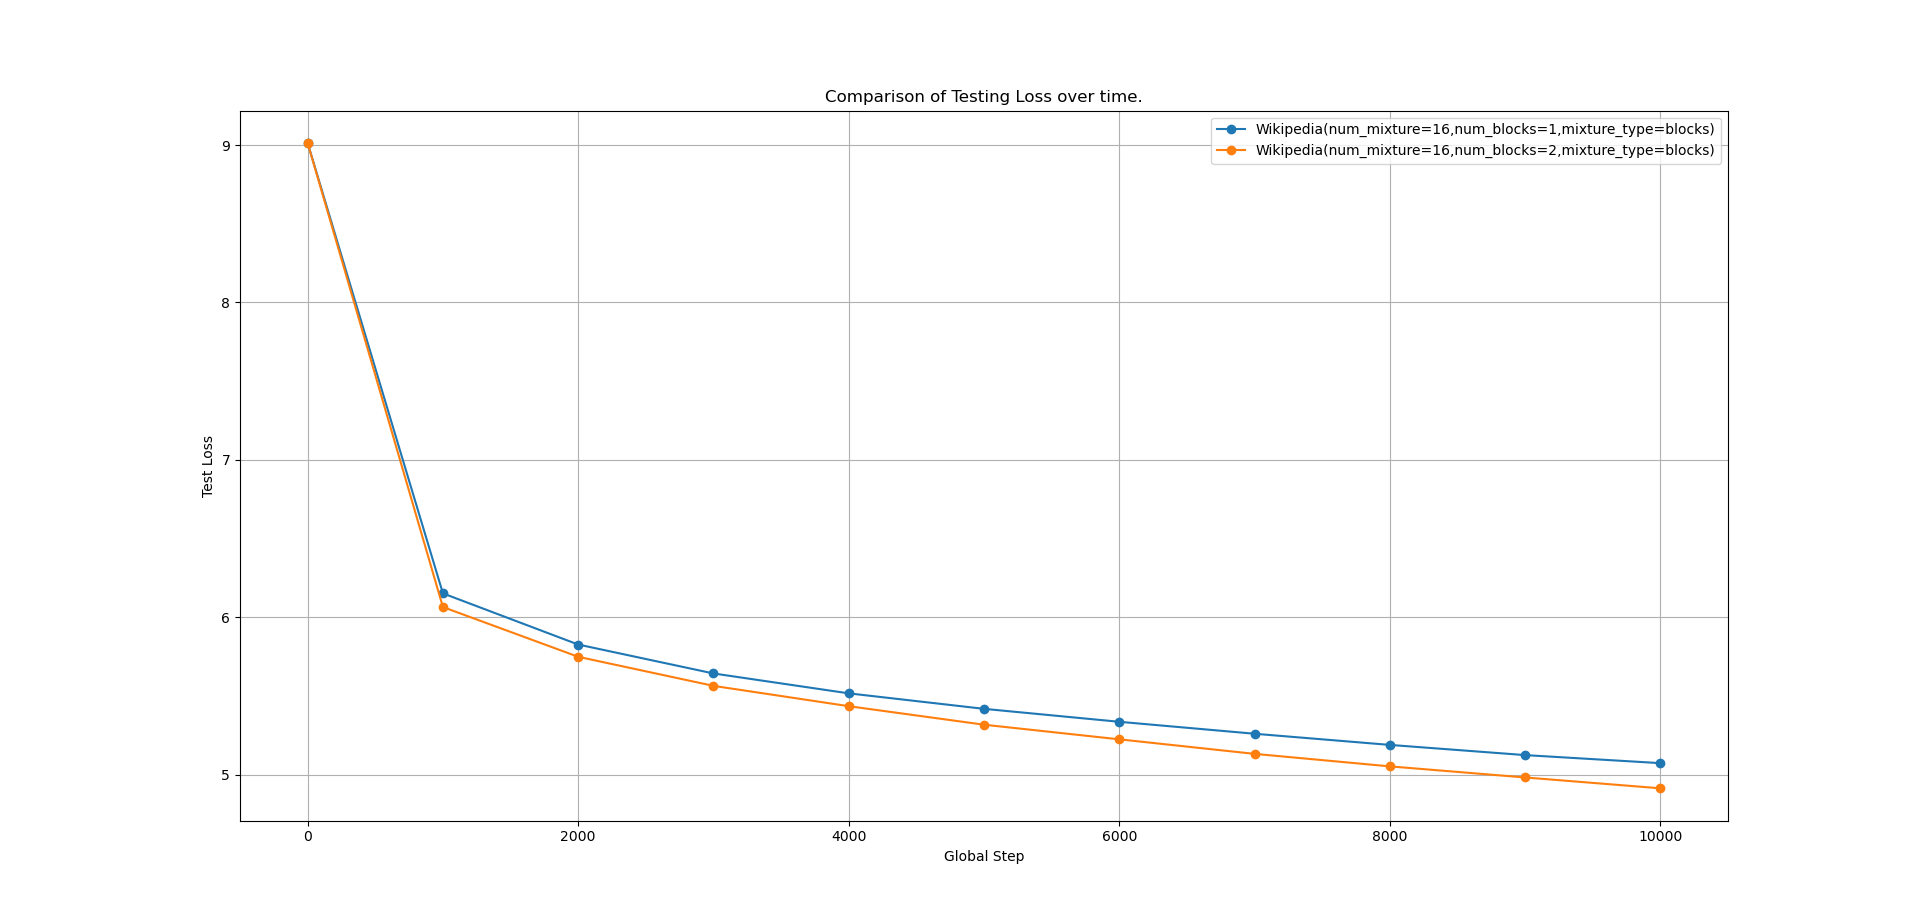 Comparison of Testing Loss over time.
Wikipedia(num_mixture=16,num_blocks=1,mixture_type=blocks)
Wikipedia(num_mixture=16,num_blocks=2,mixture_type=blocks)
9
8
7
6
5
Test Loss
0 2000 4000 6000 8000 10000
Global Step